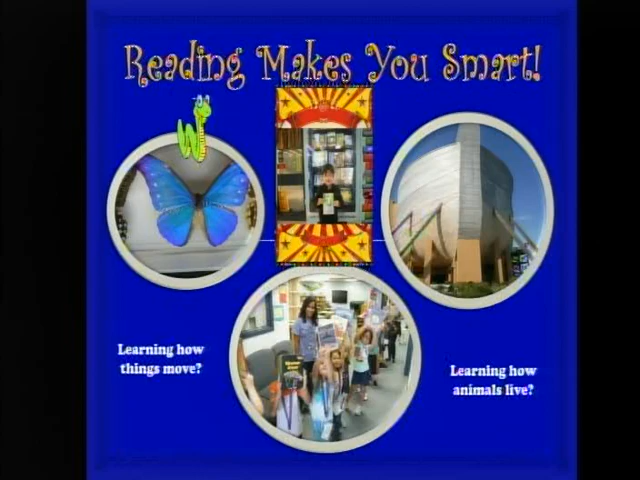 Reading Makes You Smart!
Learning how
things move?
Learning how
animals live?